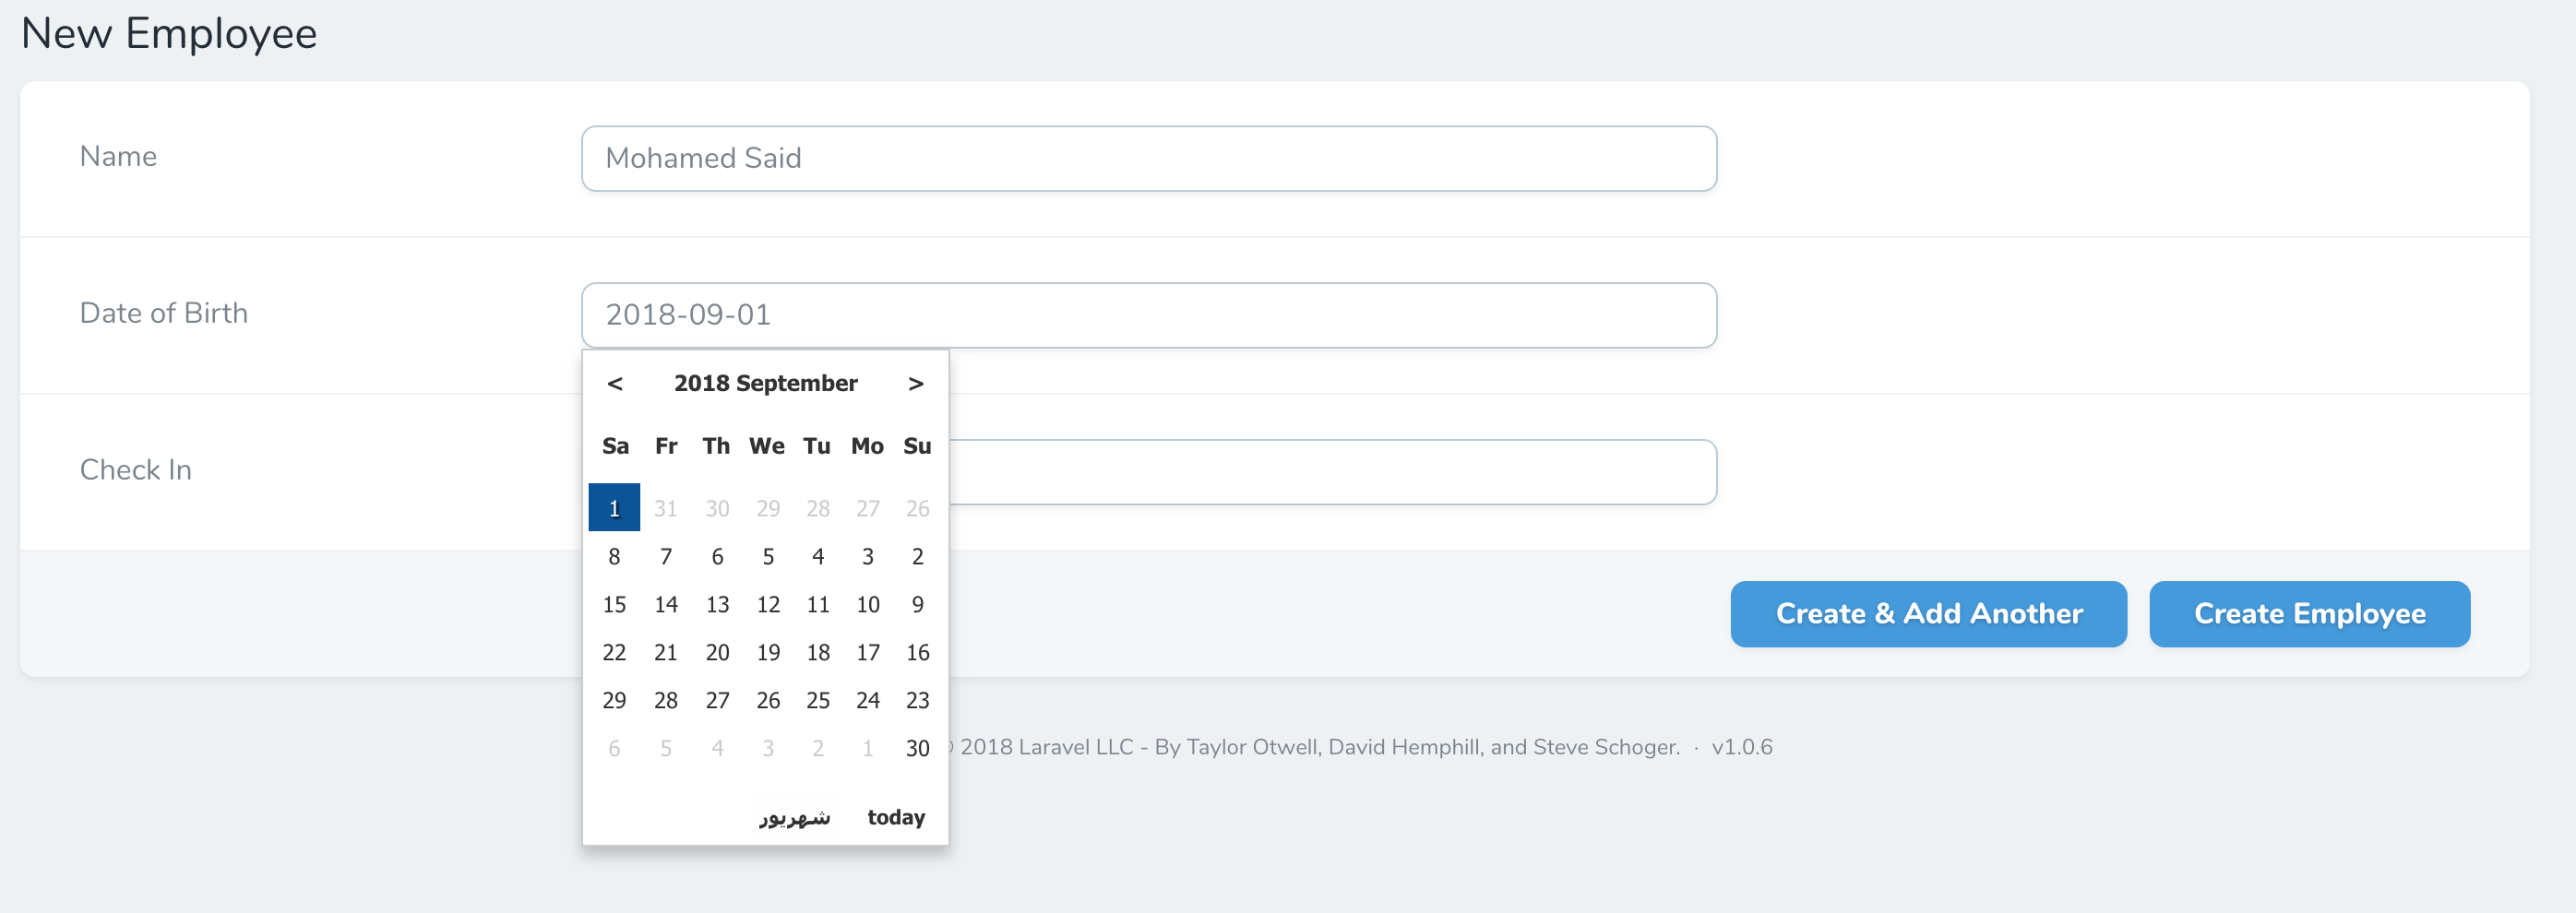 New Employee
Name
Mohamed Said
Date of Birth
2018-09-01
< 2018 September >
Sa Fr Th We Tu Mo Su
1 31 30 29 28 27 26
8 7 6 5 4 3 2
15 14 13 12 11 10 9
22 21 20 19 18 17 16
29 28 27 26 25 24 23
6 5 4 3 2 1 30
شهریور today
Check In
Create & Add Another
Create Employee
2018 Laravel LLC - By Taylor Otwell, David Hemphill, and Steve Schoger. · v1.0.6